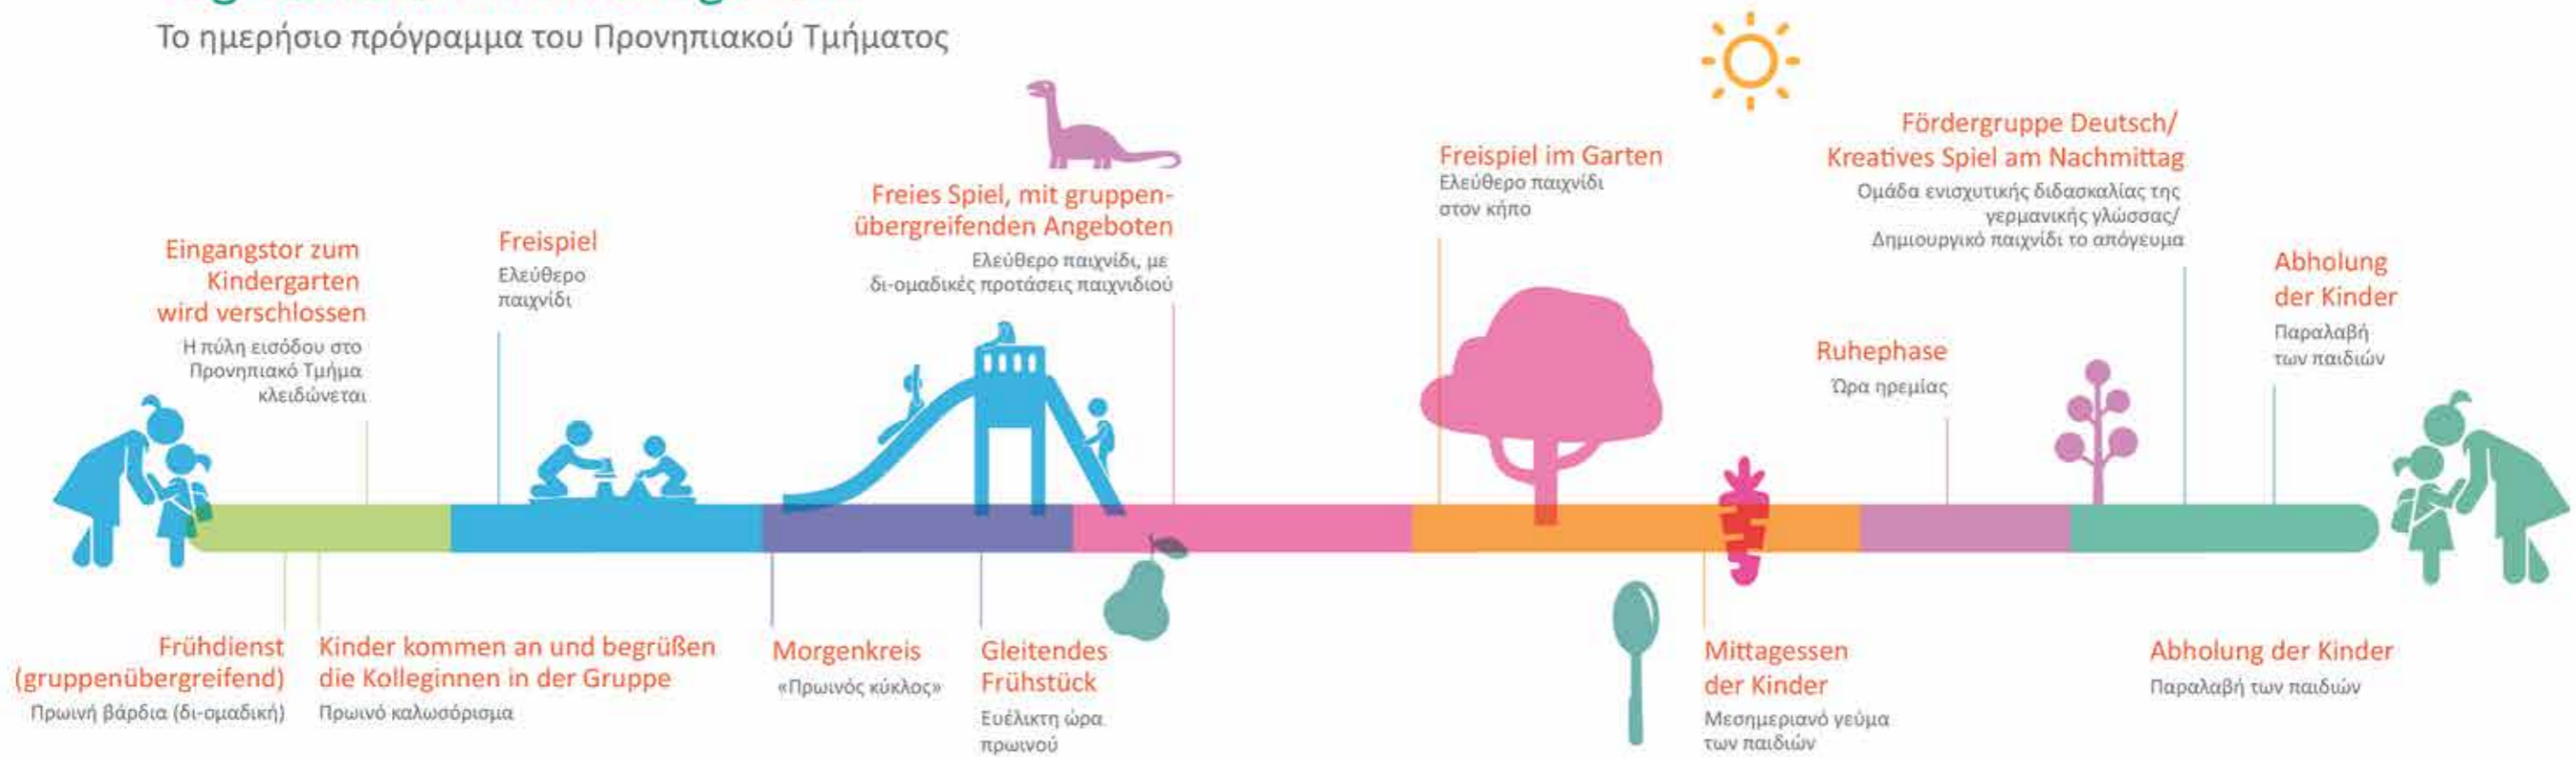 Το ημερήσιο πρόγραμμα του Προνηπιακού Τμήματος
Eingangstor zum
Kindergarten
wird verschlossen
Η πύλη εισόδου στο
Προνηπιακό Τμήμα
κλειδώνεται
Freispiel
Ελεύθερο
παιχνίδι
Freies Spiel, mit gruppen-
übergreifenden Angeboten
Ελεύθερο παιχνίδι, με
δι-ομαδικές προτάσεις παιχνιδιού
Freispiel im Garten
Ελεύθερο παιχνίδι
στον κήπο
Ruhephase
Ώρα ηρεμίας
Fördergruppe Deutsch/
Kreatives Spiel am Nachmittag
Ομάδα ενισχυτικής διδασκαλίας της
γερμανικής γλώσσας/
Δημιουργικό παιχνίδι το απόγευμα
Abholung
der Kinder
Παραλαβή
των παιδιών
Frühdienst
(gruppenübergreifend)
Πρωινή βάρδια (δι-ομαδική)
Kinder kommen an und begrüßen
die Kolleginnen in der Gruppe
Πρωινό καλωσόρισμα
Morgenkreis
«Πρωινός κύκλος»
Gleitendes
Frühstück
Ευέλικτη ώρα
πρωινού
Mittagessen
der Kinder
Μεσημεριανό γεύμα
των παιδιών
Abholung der Kinder
Παραλαβή των παιδιών